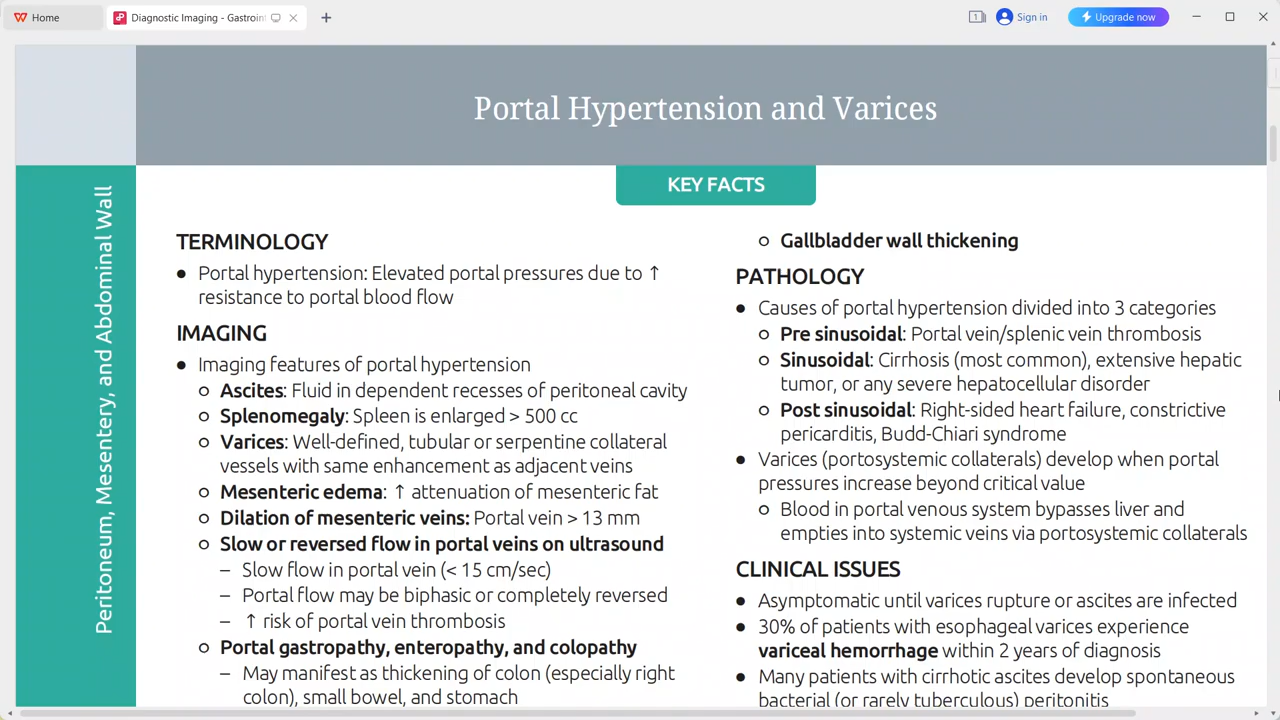 Home
Diagnostic Imaging - Gastroint
1
Sign in
Upgrade now
Portal Hypertension and Varices
Peritoneum, Mesentery, and Abdominal Wall
KEY FACTS
TERMINOLOGY
● Portal hypertension: Elevated portal pressures due to ↑
resistance to portal blood flow
IMAGING
● Imaging features of portal hypertension
○ Ascites: Fluid in dependent recesses of peritoneal cavity
○ Splenomegaly: Spleen is enlarged > 500 cc
○ Varices: Well-defined, tubular or serpentine collateral
vessels with same enhancement as adjacent veins
○ Mesenteric edema: ↑ attenuation of mesenteric fat
○ Dilation of mesenteric veins: Portal vein > 13 mm
○ Slow or reversed flow in portal veins on ultrasound
– Slow flow in portal vein (< 15 cm/sec)
– Portal flow may be biphasic or completely reversed
– ↑ risk of portal vein thrombosis
○ Portal gastropathy, enteropathy, and colopathy
– May manifest as thickening of colon (especially right
colon), small bowel, and stomach
○ Gallbladder wall thickening
PATHOLOGY
● Causes of portal hypertension divided into 3 categories
○ Pre sinusoidal: Portal vein/splenic vein thrombosis
○ Sinusoidal: Cirrhosis (most common), extensive hepatic
tumor, or any severe hepatocellular disorder
○ Post sinusoidal: Right-sided heart failure, constrictive
pericarditis, Budd-Chiari syndrome
● Varices (portosystemic collaterals) develop when portal
pressures increase beyond critical value
○ Blood in portal venous system bypasses liver and
empties into systemic veins via portosystemic collaterals
CLINICAL ISSUES
● Asymptomatic until varices rupture or ascites are infected
● 30% of patients with esophageal varices experience
variceal hemorrhage within 2 years of diagnosis
● Many patients with cirrhotic ascites develop spontaneous
bacterial (or rarely tuberculous) peritonitis